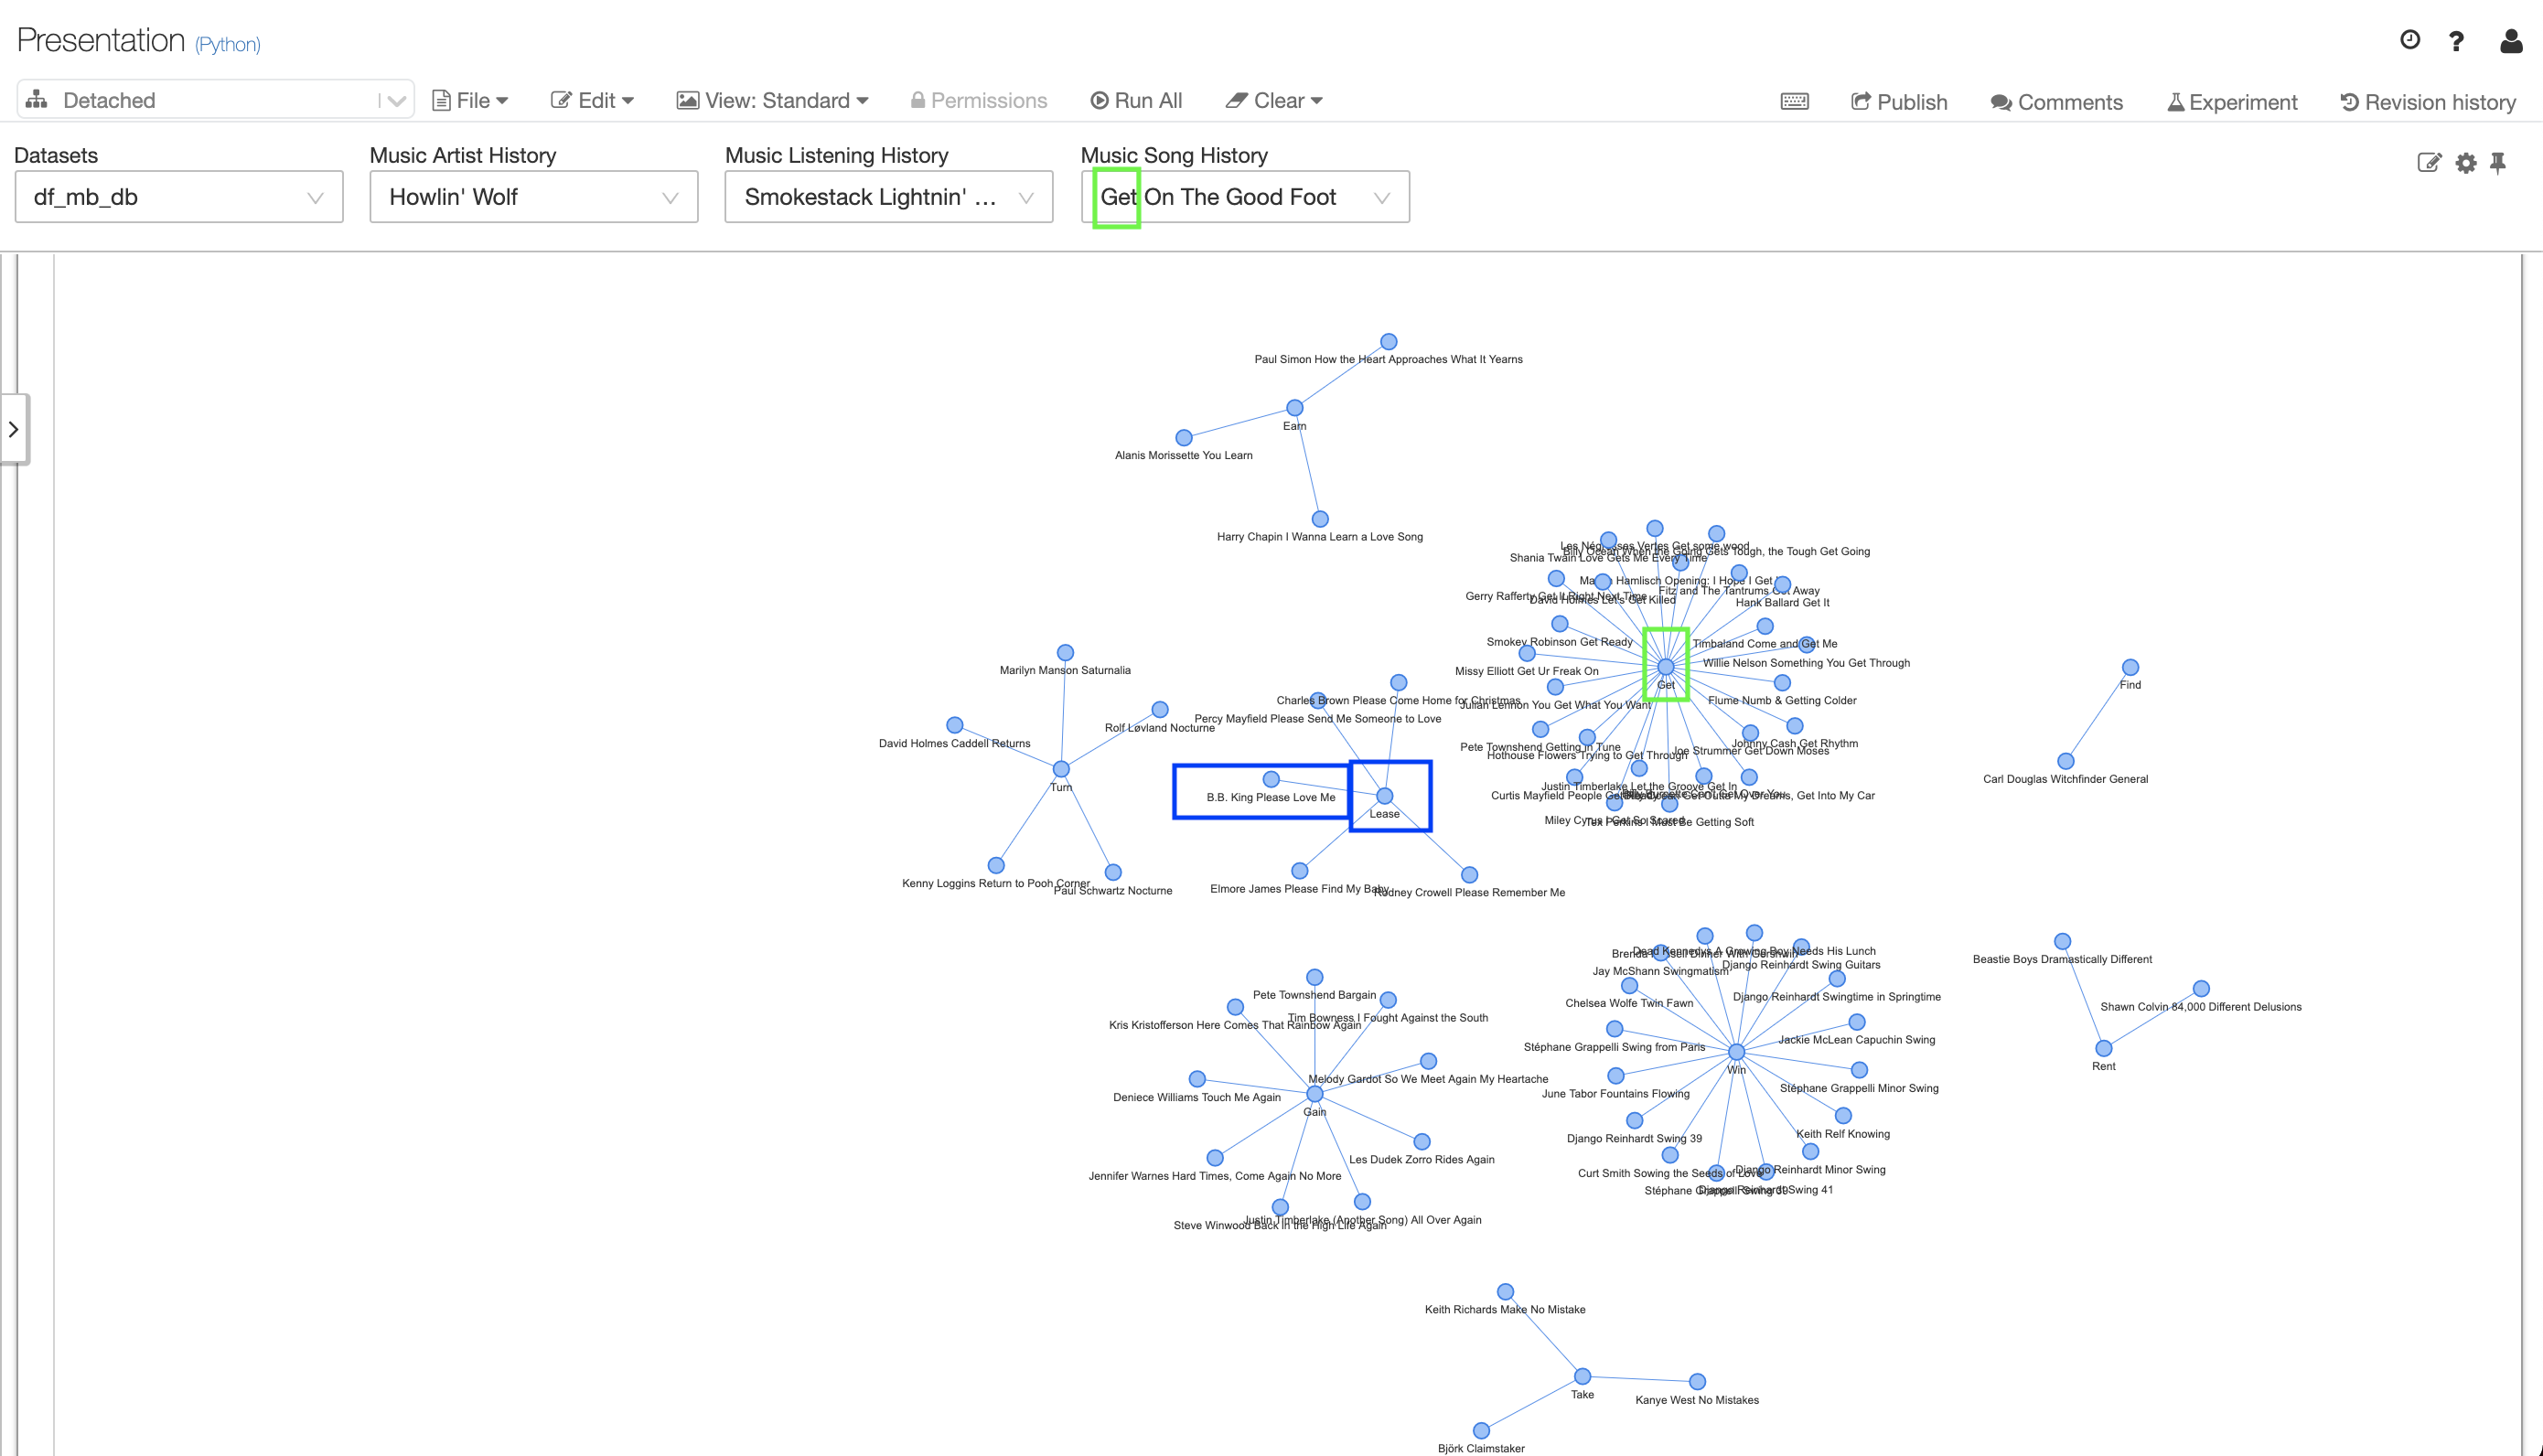 Presentation (Python)
Detached
File
Edit
View: Standard
Permissions
Run All
Clear
Publish
Comments
Experiment
Revision history
Datasets
Music Artist History
Music Listening History
Music Song History
df_mb_db
Howlin' Wolf
Smokestack Lightnin' ...
Get On The Good Foot
Paul Simon How the Heart Approaches What It Yearns
Earn
Alanis Morissette You Learn
Harry Chapin I Wanna Learn a Love Song
Les Vertes Get some wood
Billy Ocean When the Going Gets Tough, the Tough Get Going
Shania Twain Love Gets Me Every Time
Hamlisch Opening: I Hope I Get
Fitz and The Tantrums Away
Gerry Rafferty Get It Right Next Time
David Holmes Let's Get Killed
Hank Ballard Get It
Smokey Robinson Get Ready
Timbaland Come and Get Me
Willie Nelson Something You Get Through
Missy Elliott Get Ur Freak On
Get
Flume Numb & Getting Colder
Julian Lennon You Get What You Want
Johnny Cash Get Rhythm
Joe Strummer Get Down Moses
Pete Townshend Getting in Tune
Hothouse Flowers Trying to Get Through
Justin Timberlake Let the Groove Get In
Curtis Mayfield People Get
My Dreams, Get Into My Car
Miley Cyrus I Get So Scared
Tex Perkins I Must Be Getting Soft
Find
Carl Douglas Witchfinder General
Marilyn Manson Saturnalia
Rolf Løvland Nocturne
David Holmes Caddell Returns
Turn
Kenny Loggins Return to Pooh Corner
Paul Schwartz Nocturne
Charles Brown Please Come Home for Christmas
Percy Mayfield Please Send Me Someone to Love
B.B. King Please Love Me
Lease
Elmore James Please Find My Baby
Rodney Crowell Please Remember Me
Dead Kennedys A Growing Boy Needs His Lunch
Brenda Dinner With Gershwin
Django Reinhardt Swing Guitars
Jay McShann Swingmatism
Chelsea Wolfe Twin Fawn
Django Reinhardt Swingtime in Springtime
Jackie McLean Capuchin Swing
Stéphane Grappelli Swing from Paris
Win
Stéphane Grappelli Minor Swing
June Tabor Fountains Flowing
Keith Relf Knowing
Django Reinhardt Swing 39
Curt Smith Sowing the Seeds of Love
Django Reinhardt Minor Swing
Stéphane Grappelli Swing 39
Django Reinhardt Swing 41
Beastie Boys Dramatically Different
Shawn Colvin 84,000 Different Delusions
Rent
Pete Townshend Bargain
Tim Bowness I Fought Against the South
Kris Kristofferson Here Comes That Rainbow Again
Melody Gardot So We Meet Again My Heartache
Deniece Williams Touch Me Again
Gain
Les Dudek Zorro Rides Again
Jennifer Warnes Hard Times, Come Again No More
Justin Timberlake (Another Song) All Over Again
Steve Winwood Back in the High Life Again
Keith Richards Make No Mistake
Take
Kanye West No Mistakes
Björk Claimstaker